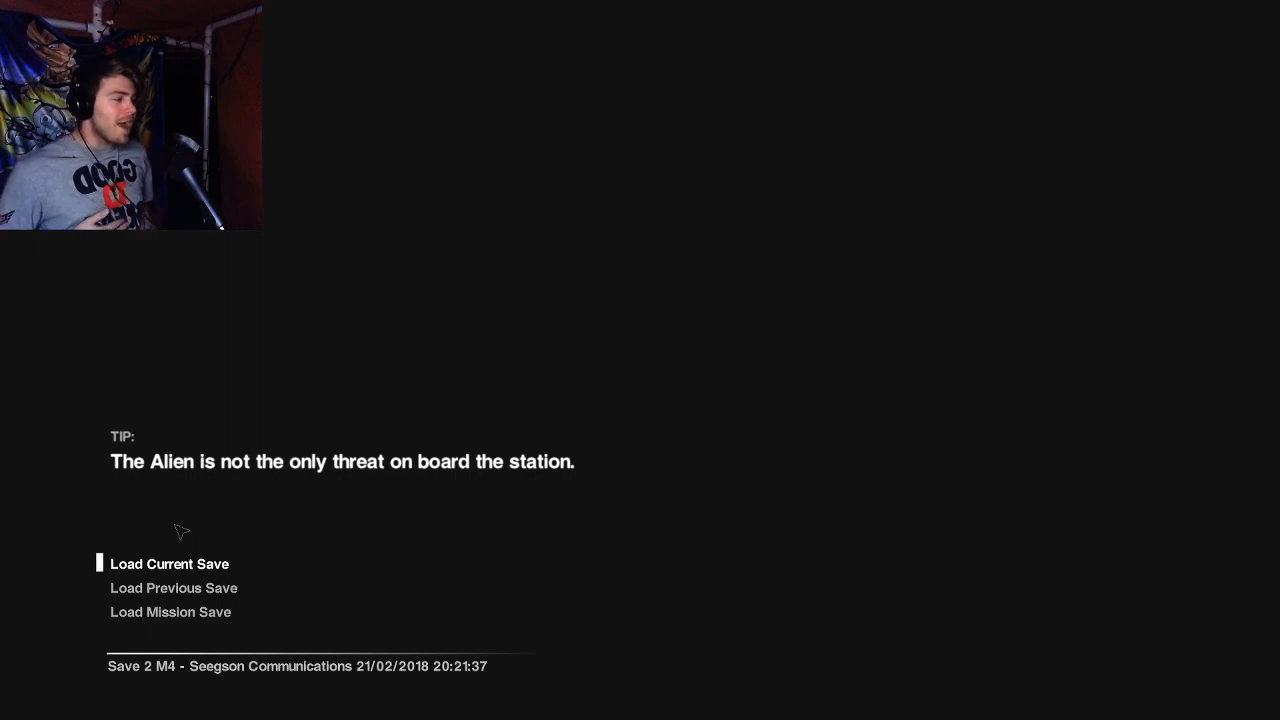 TIP:
The Alien is not the only threat on board the station.
Load Current Save
Load Previous Save
Load Mission Save
Save 2 M4 - Seegson Communications 21/02/2018 20:21:37